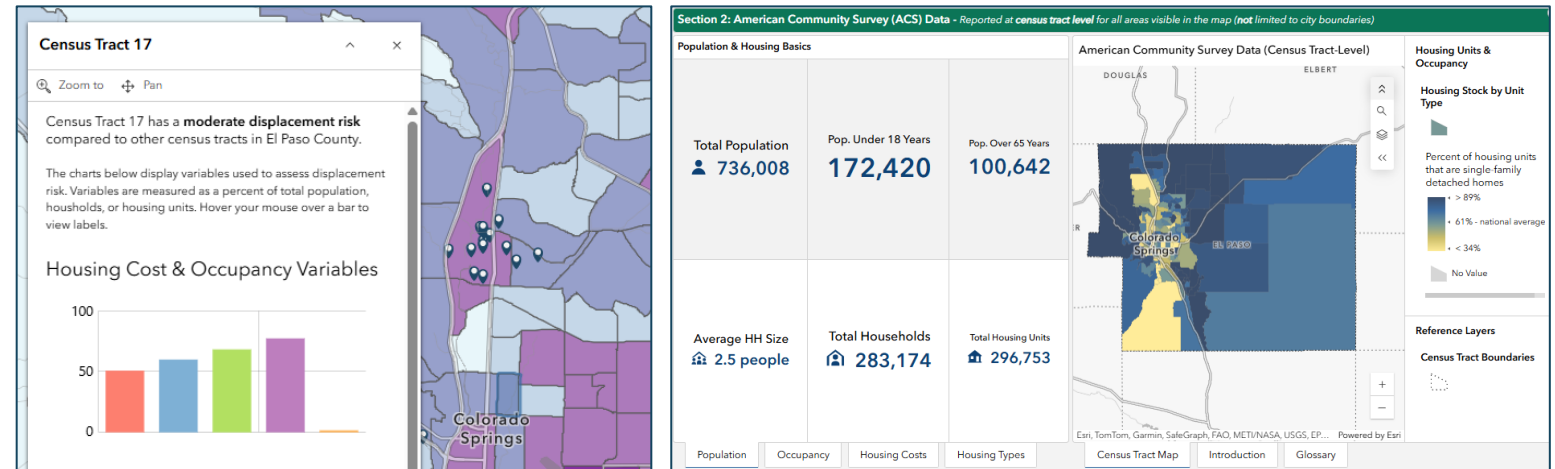 Census Tract 17
Zoom to
Pan
Census Tract 17 has a moderate displacement risk
compared to other census tracts in El Paso County.
The charts below display variables used to assess displacement
risk. Variables are measured as a percent of total population,
housholds, or housing units. Hover your mouse over a bar to
view labels.
Housing Cost & Occupancy Variables
100
50
0
Colorado
Springs
Section 2: American Community Survey (ACS) Data - Reported at census tract level for all areas visible in the map (not limited to city boundaries)
Population & Housing Basics
Total Population
736,008
Pop. Under 18 Years
172,420
Pop. Over 65 Years
100,642
Average HH Size
2.5 people
Total Households
283,174
Total Housing Units
296,753
Population
Occupancy
Housing Costs
Housing Types
American Community Survey Data (Census Tract-Level)
DOUGLAS
ELBERT
Colorado
Springs
EL PASO
Esri, TomTom, Garmin, SafeGraph, FAO, METI/NASA, USGS, EP...
Powered by Esri
Census Tract Map
Introduction
Glossary
Housing Units &
Occupancy
Housing Stock by Unit
Type
Percent of housing units
that are single-family
detached homes
> 89%
61% - national average
< 34%
No Value
Reference Layers
Census Tract Boundaries